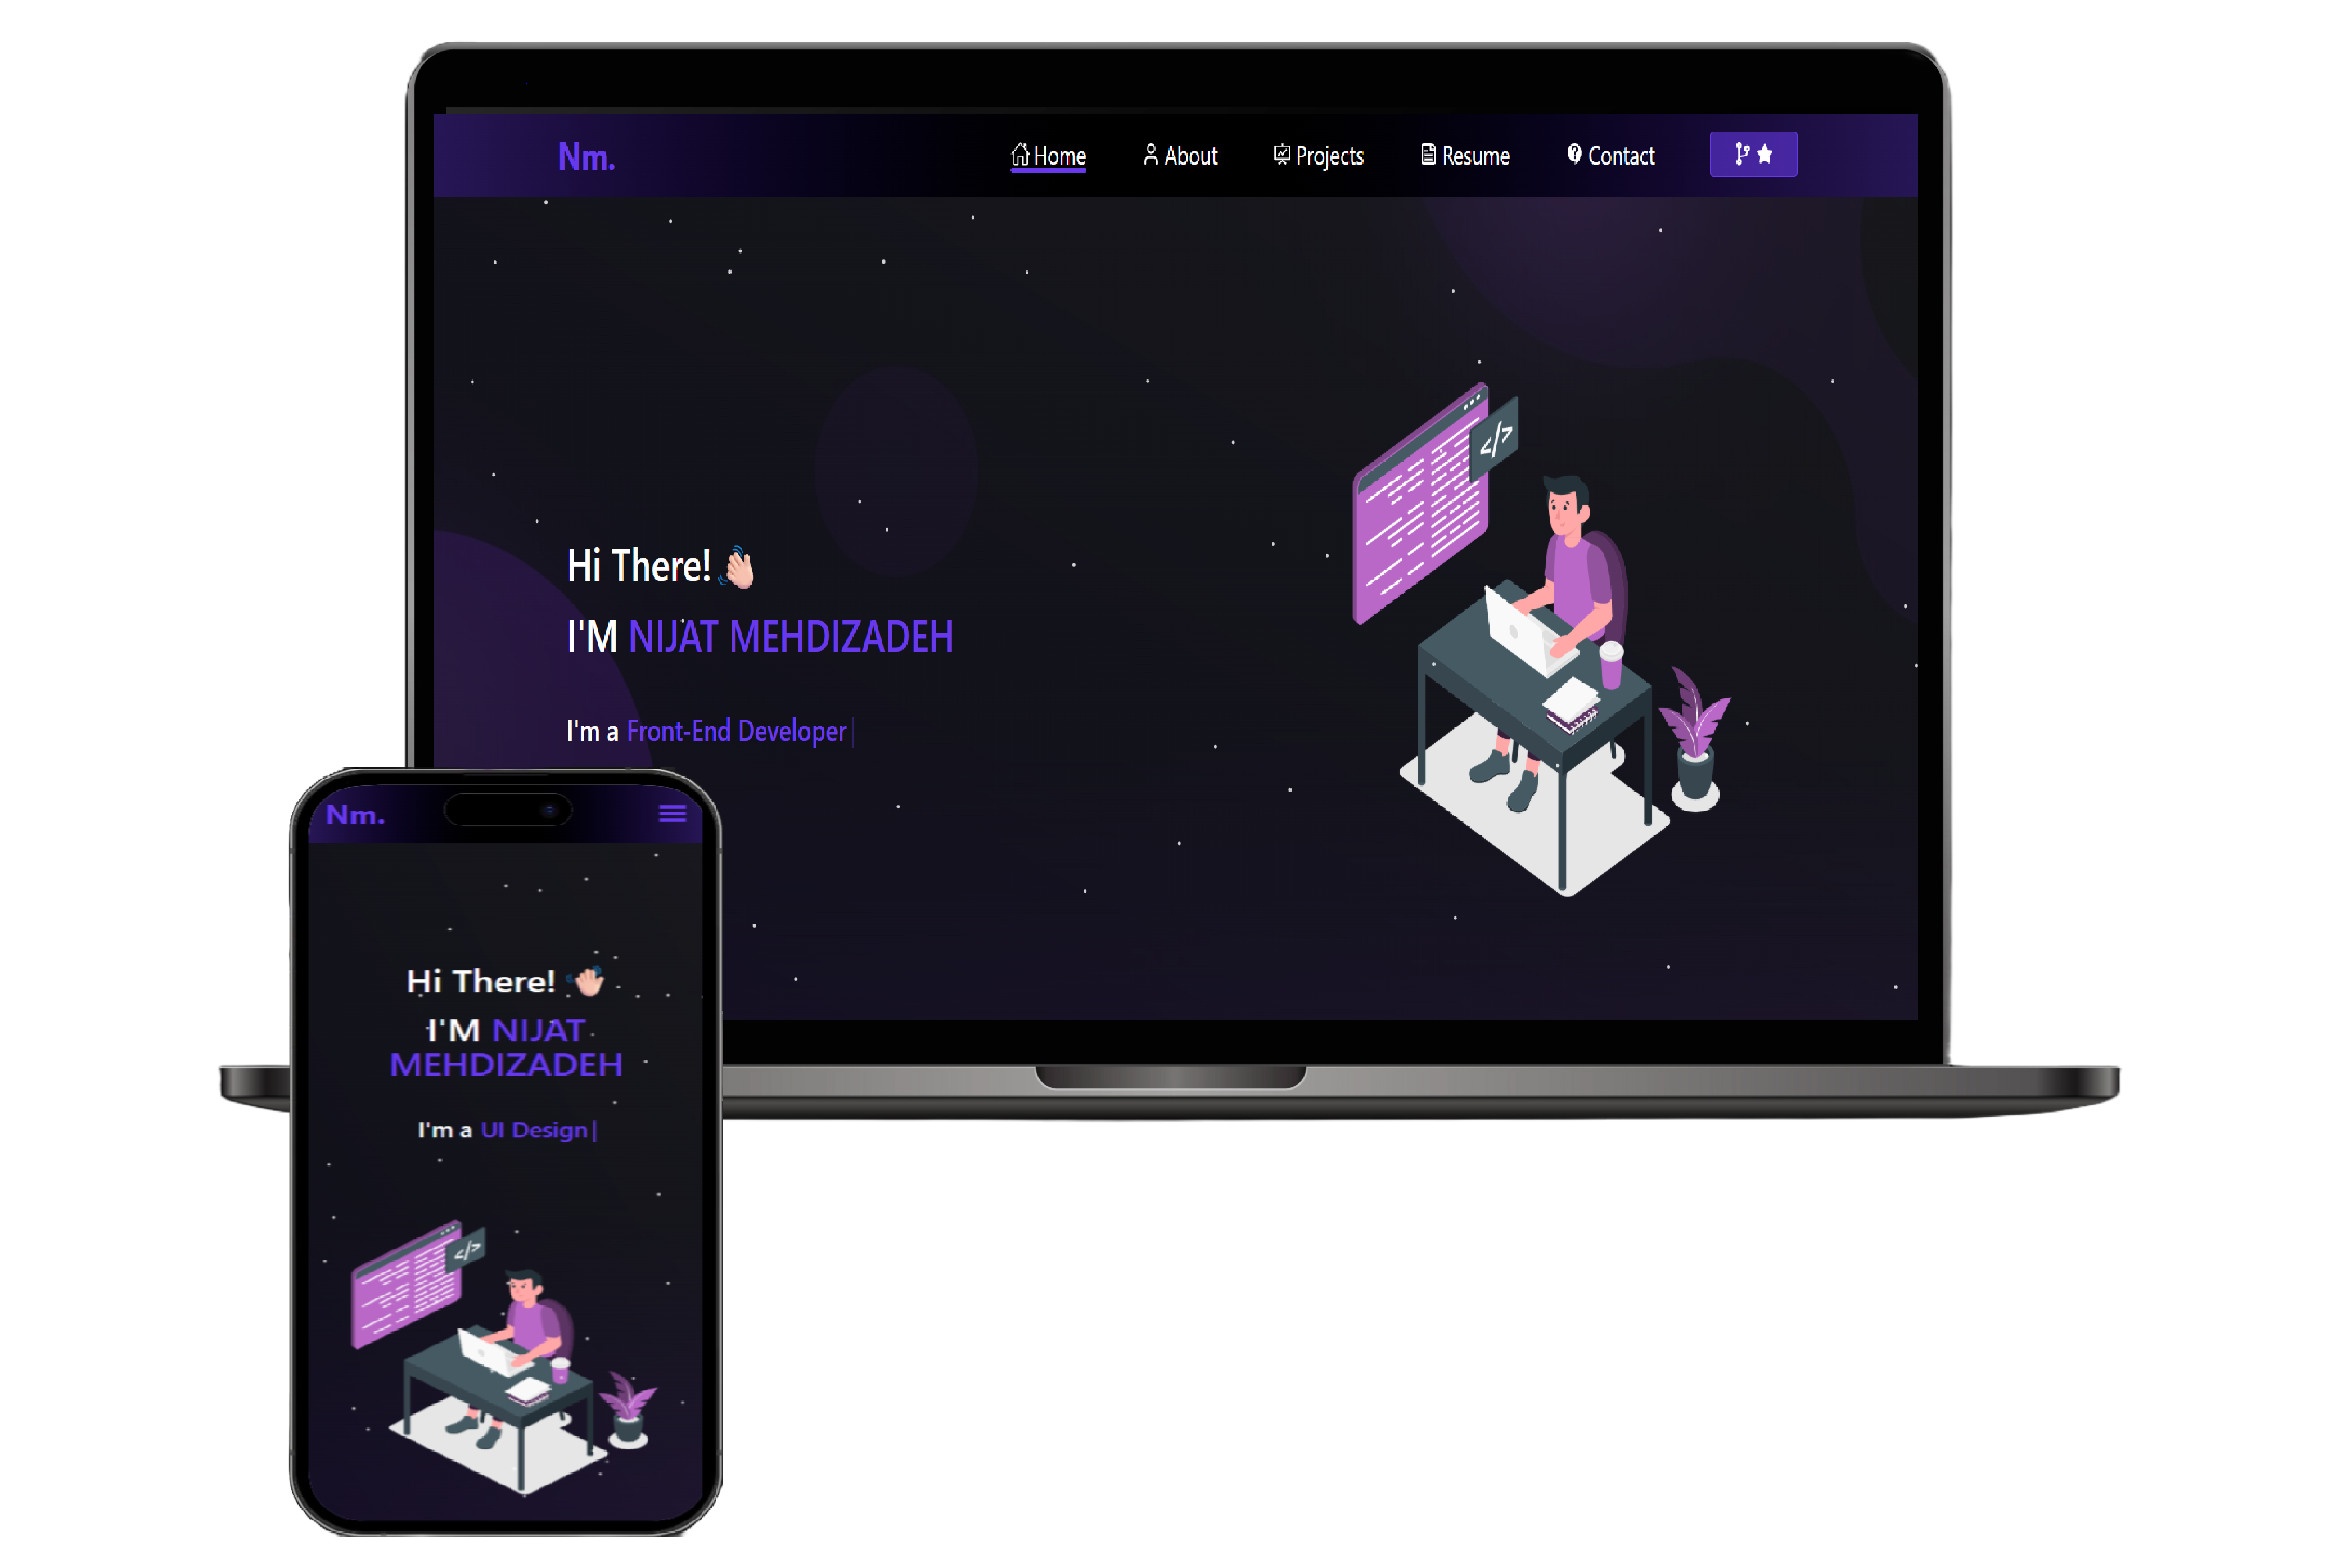 Nm.
Home About Projects Resume Contact
</>
Hi There! 👋
I'M NIJAT MEHDIZADEH
I'm a Front-End Developer|
Nm.
Hi There! 👋
I'M NIJAT
MEHDIZADEH
I'm a UI Design|
</>